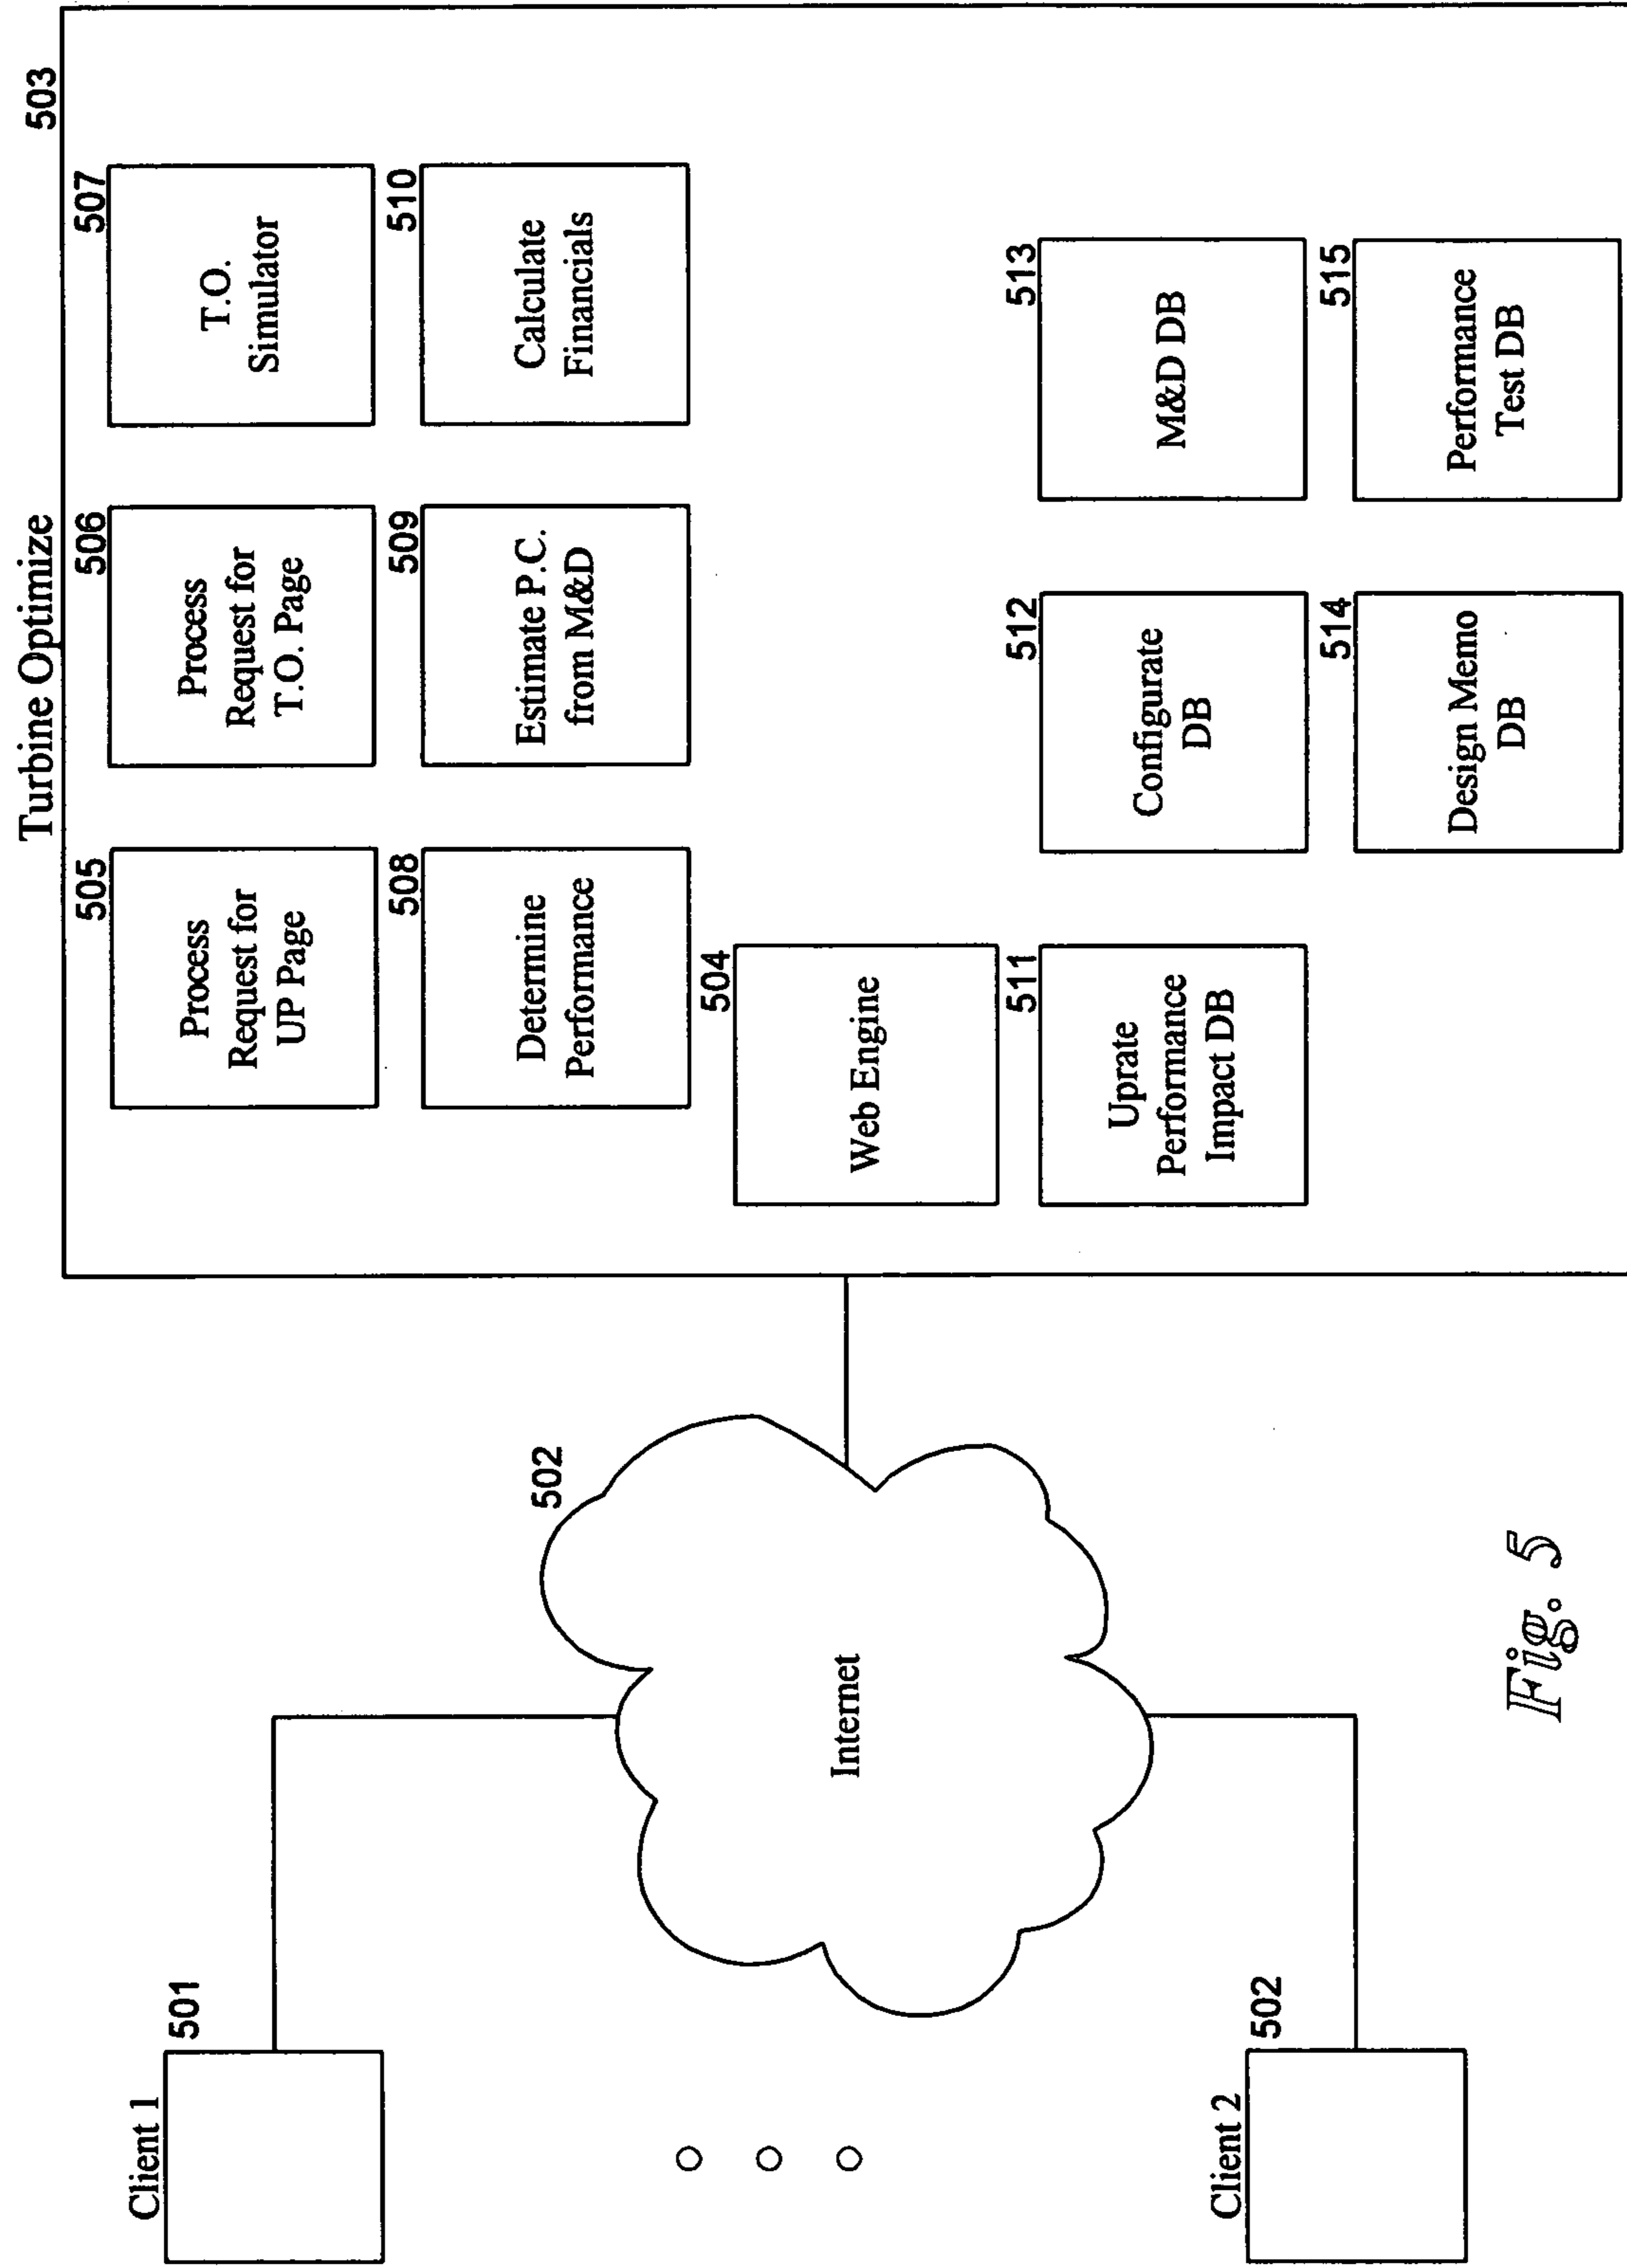 Turbine Optimize
503
505
Process
Request for
UP Page
506
Process
Request for
T.O. Page
507
T.O.
Simulator
508
Determine
Performance
509
Estimate P.C.
from M&D
510
Calculate
Financials
504
Web Engine
511
Uprate
Performance
Impact DB
512
Configurate
DB
513
M&D DB
514
Design Memo
DB
515
Performance
Test DB
Client 1
501
502
Internet
Client 2
502
Fig. 5